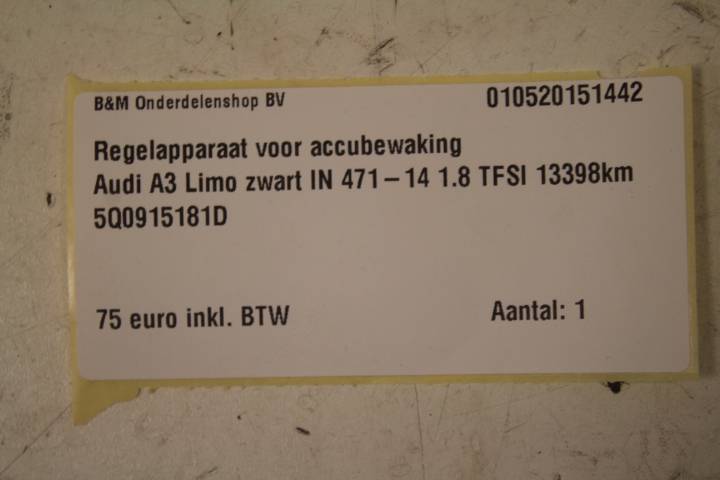 B&M Onderdelenshop BV 010520151442
Regelapparaat voor accubewaking
Audi A3 Limo zwart IN 471-14 1.8 TFSI 13398km
5Q0915181D
75 euro inkl. BTW Aantal: 1